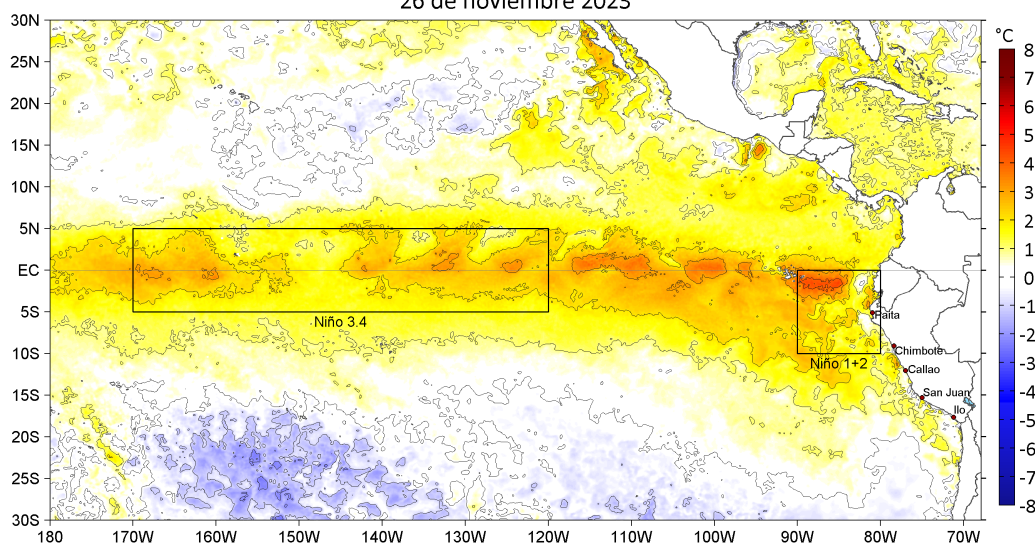 26 de noviembre 2023
30N
°C
25N
20N
15N
10N
5N
EC
5S
10S
15S
20S
25S
30S
8
7
6
5
4
3
2
1
0
-1
-2
-3
-4
-5
-6
-7
-8
Niño 3.4
Niño 1+2
Paita
Chimbote
Callao
San Juan
Ilo
180 170W 160W 150W 140W 130W 120W 110W 100W 90W 80W 70W